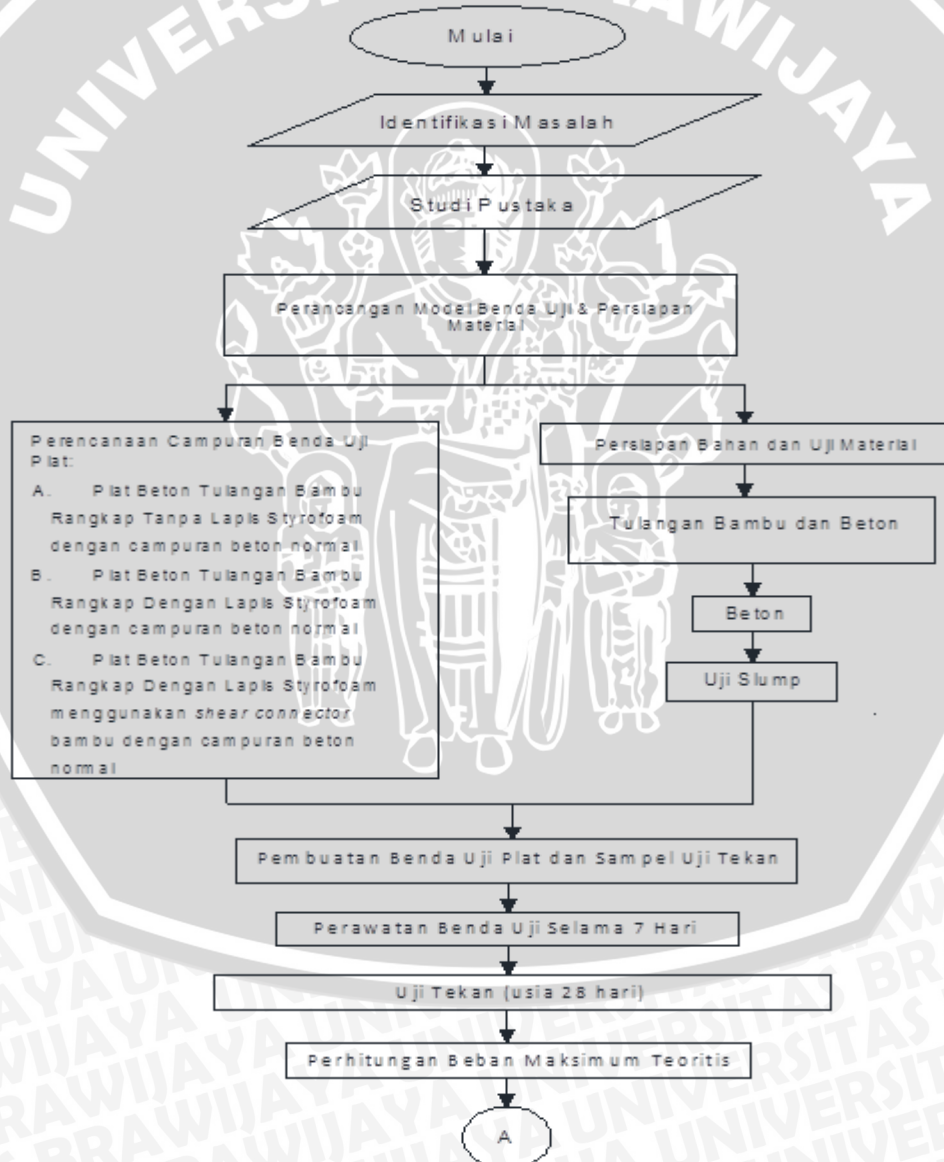 UNIVERSITAS BRAWIJAYA
Mulai
Identifikasi Masalah
Studi Pustaka
Perancangan Model Benda Uji & Persiapan
Material
Perencanaan Campuran Benda Uji
Plat:
A. Plat Beton Tulangan Bambu
Rangkap Tanpa Lapis Styrofoam
dengan campuran beton normal
B. Plat Beton Tulangan Bambu
Rangkap Dengan Lapis Styrofoam
dengan campuran beton normal
C. Plat Beton Tulangan Bambu
Rangkap Dengan Lapis Styrofoam
menggunakan shear connector
bambu dengan campuran beton
normal
Persiapan Bahan dan Uji Material
Tulangan Bambu dan Beton
Beton
Uji Slump
Pembuatan Benda Uji Plat dan Sampel Uji Tekan
Perawatan Benda Uji Selama 7 Hari
Uji Tekan (usia 28 hari)
Perhitungan Beban Maksimum Teoritis
A